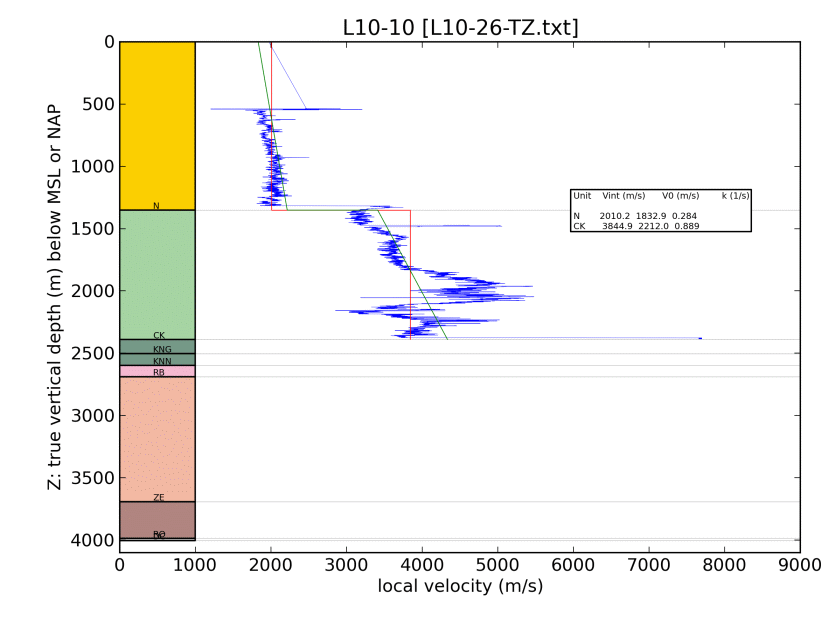 L10-10 [L10-26-TZ.txt]
0
500
1000
1500
2000
2500
3000
3500
4000
Z: true vertical depth (m) below MSL or NAP
N
CK
KNG
KNN
RB
ZE
RO
Unit Vint (m/s) V0 (m/s) k (1/s)
N 2010.2 1832.9 0.284
CK 3844.9 2212.0 0.889
0 1000 2000 3000 4000 5000 6000 7000 8000 9000
local velocity (m/s)